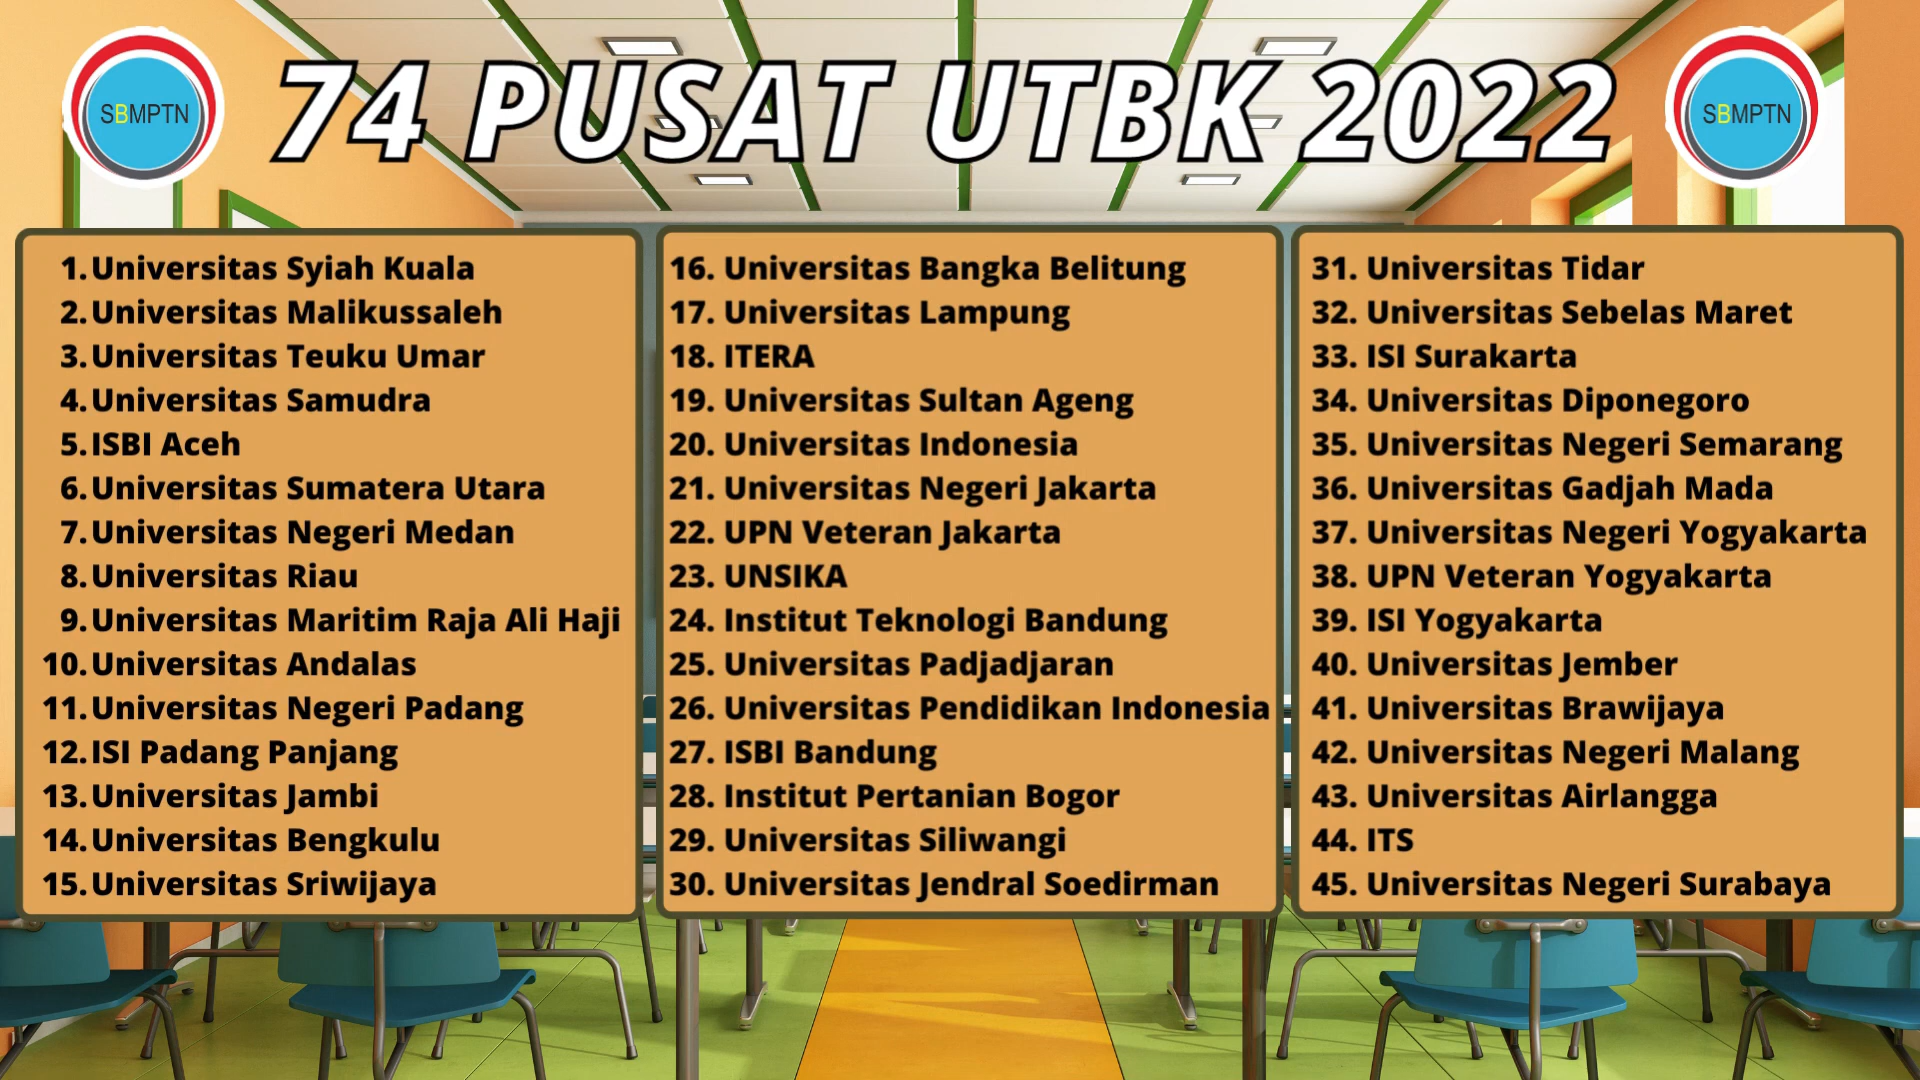 SBMPTN
74 PUSAT UTBK 2022
SBMPTN
1. Universitas Syiah Kuala
2. Universitas Malikussaleh
3. Universitas Teuku Umar
4. Universitas Samudra
5. ISBI Aceh
6. Universitas Sumatera Utara
7. Universitas Negeri Medan
8. Universitas Riau
9. Universitas Maritim Raja Ali Haji
10. Universitas Andalas
11. Universitas Negeri Padang
12. ISI Padang Panjang
13. Universitas Jambi
14. Universitas Bengkulu
15. Universitas Sriwijaya
16. Universitas Bangka Belitung
17. Universitas Lampung
18. ITERA
19. Universitas Sultan Ageng
20. Universitas Indonesia
21. Universitas Negeri Jakarta
22. UPN Veteran Jakarta
23. UNSIKA
24. Institut Teknologi Bandung
25. Universitas Padjadjaran
26. Universitas Pendidikan Indonesia
27. ISBI Bandung
28. Institut Pertanian Bogor
29. Universitas Siliwangi
30. Universitas Jendral Soedirman
31. Universitas Tidar
32. Universitas Sebelas Maret
33. ISI Surakarta
34. Universitas Diponegoro
35. Universitas Negeri Semarang
36. Universitas Gadjah Mada
37. Universitas Negeri Yogyakarta
38. UPN Veteran Yogyakarta
39. ISI Yogyakarta
40. Universitas Jember
41. Universitas Brawijaya
42. Universitas Negeri Malang
43. Universitas Airlangga
44. ITS
45. Universitas Negeri Surabaya